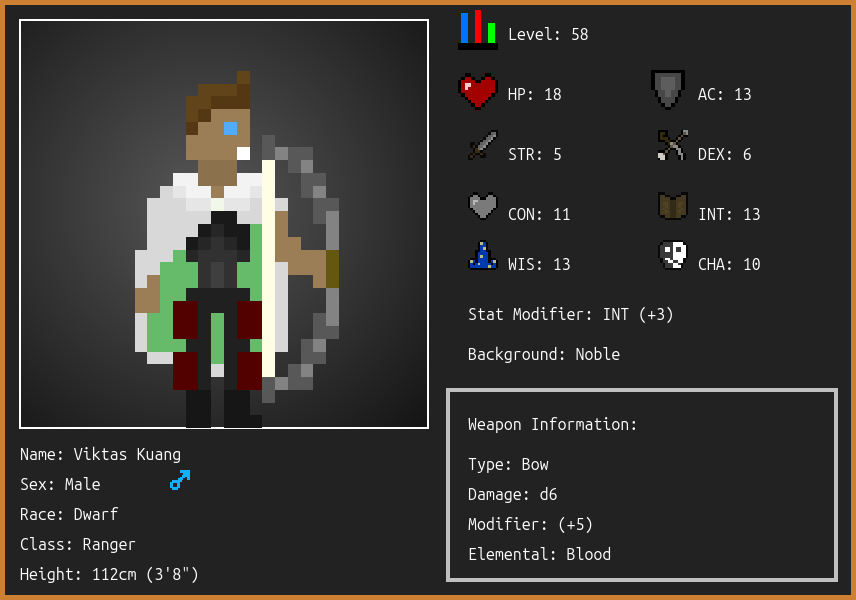 Level: 58
HP: 18
AC: 13
STR: 5
DEX: 6
CON: 11
INT: 13
WIS: 13
CHA: 10
Stat Modifier: INT (+3)
Background: Noble
Weapon Information:
Type: Bow
Damage: d6
Modifier: (+5)
Elemental: Blood
Name: Viktas Kuang
Sex: Male
Race: Dwarf
Class: Ranger
Height: 112cm (3'8")